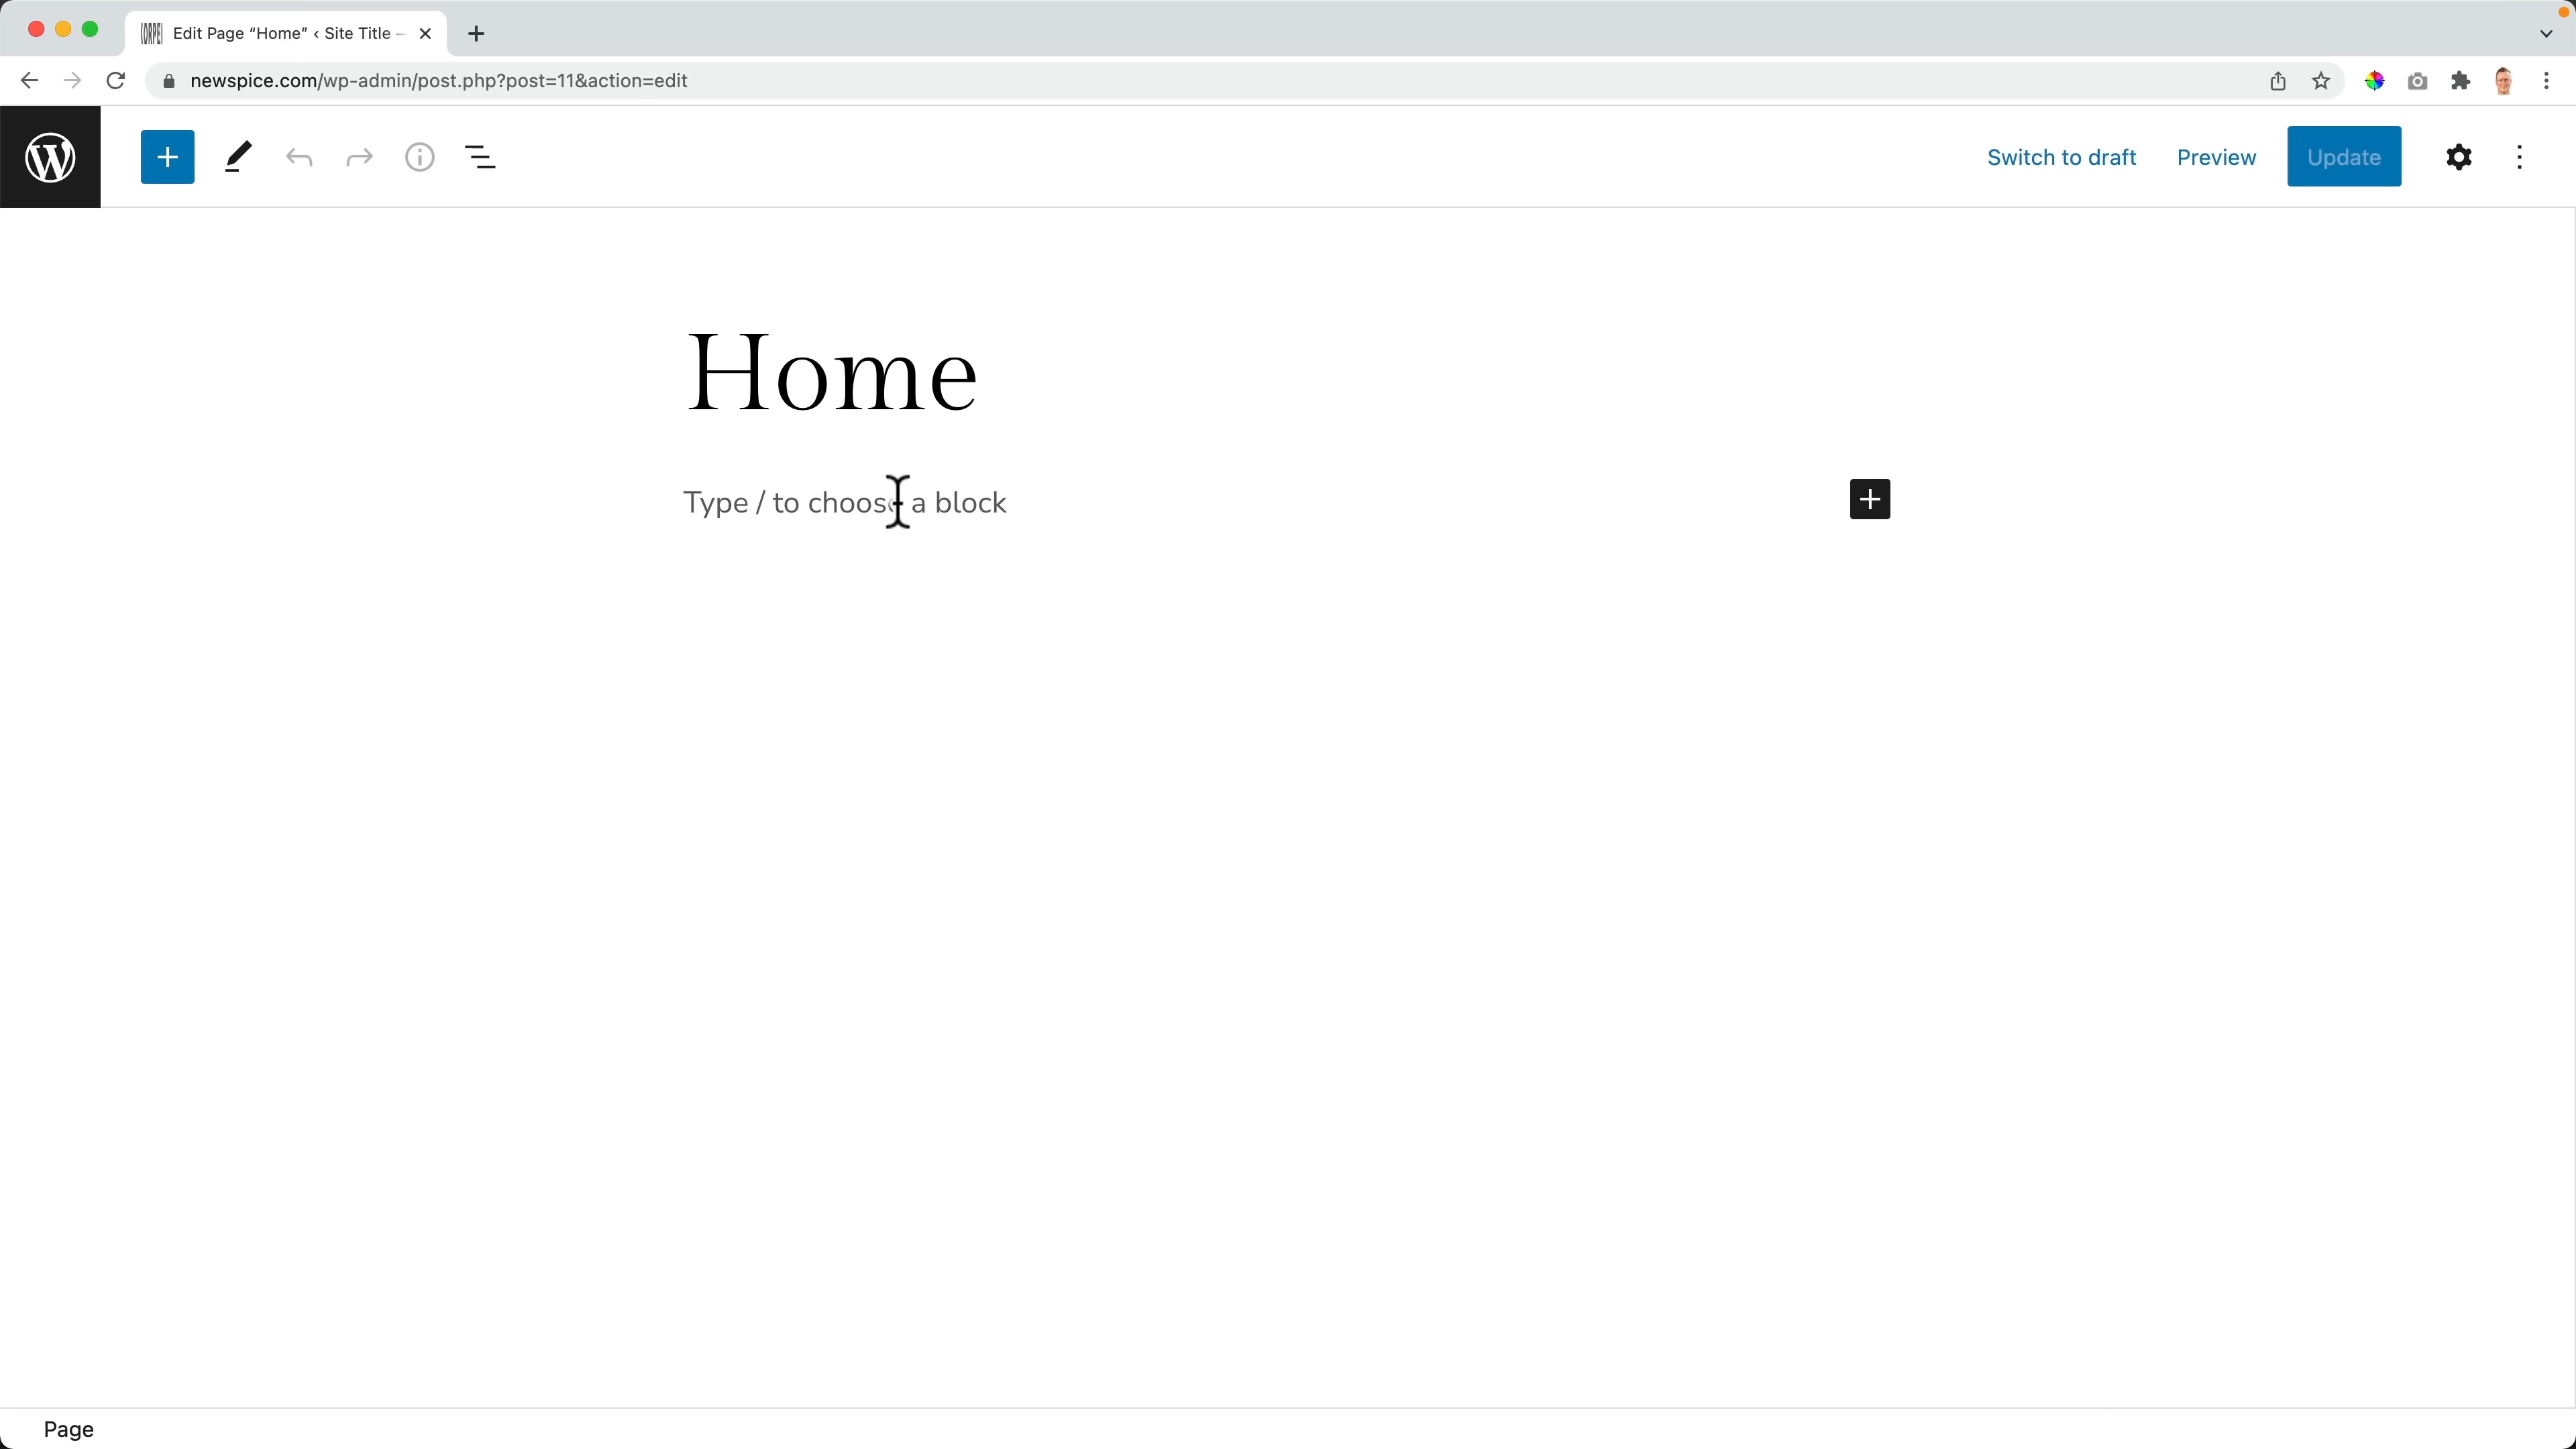 Edit Page “Home” ‹ Site Title —
newspice.com/wp-admin/post.php?post=11&action=edit
Switch to draft
Preview
Update
Home
Type / to choose a block
Page